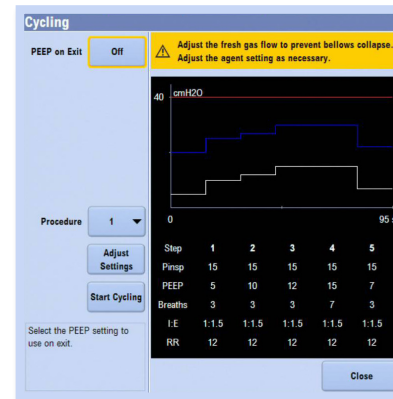 Cycling
PEEP on Exit Off
Adjust the fresh gas flow to prevent bellows collapse.
Adjust the agent setting as necessary.
40 cmH2O
0 95 s
Procedure 1
Adjust
Settings
Start Cycling
Select the PEEP setting to
use on exit.
Step 1 2 3 4 5
Pinsp 15 15 15 15 15
PEEP 5 10 12 15 7
Breaths 3 3 3 7 3
I:E 1:1.5 1:1.5 1:1.5 1:1.5 1:1.5
RR 12 12 12 12 12
Close